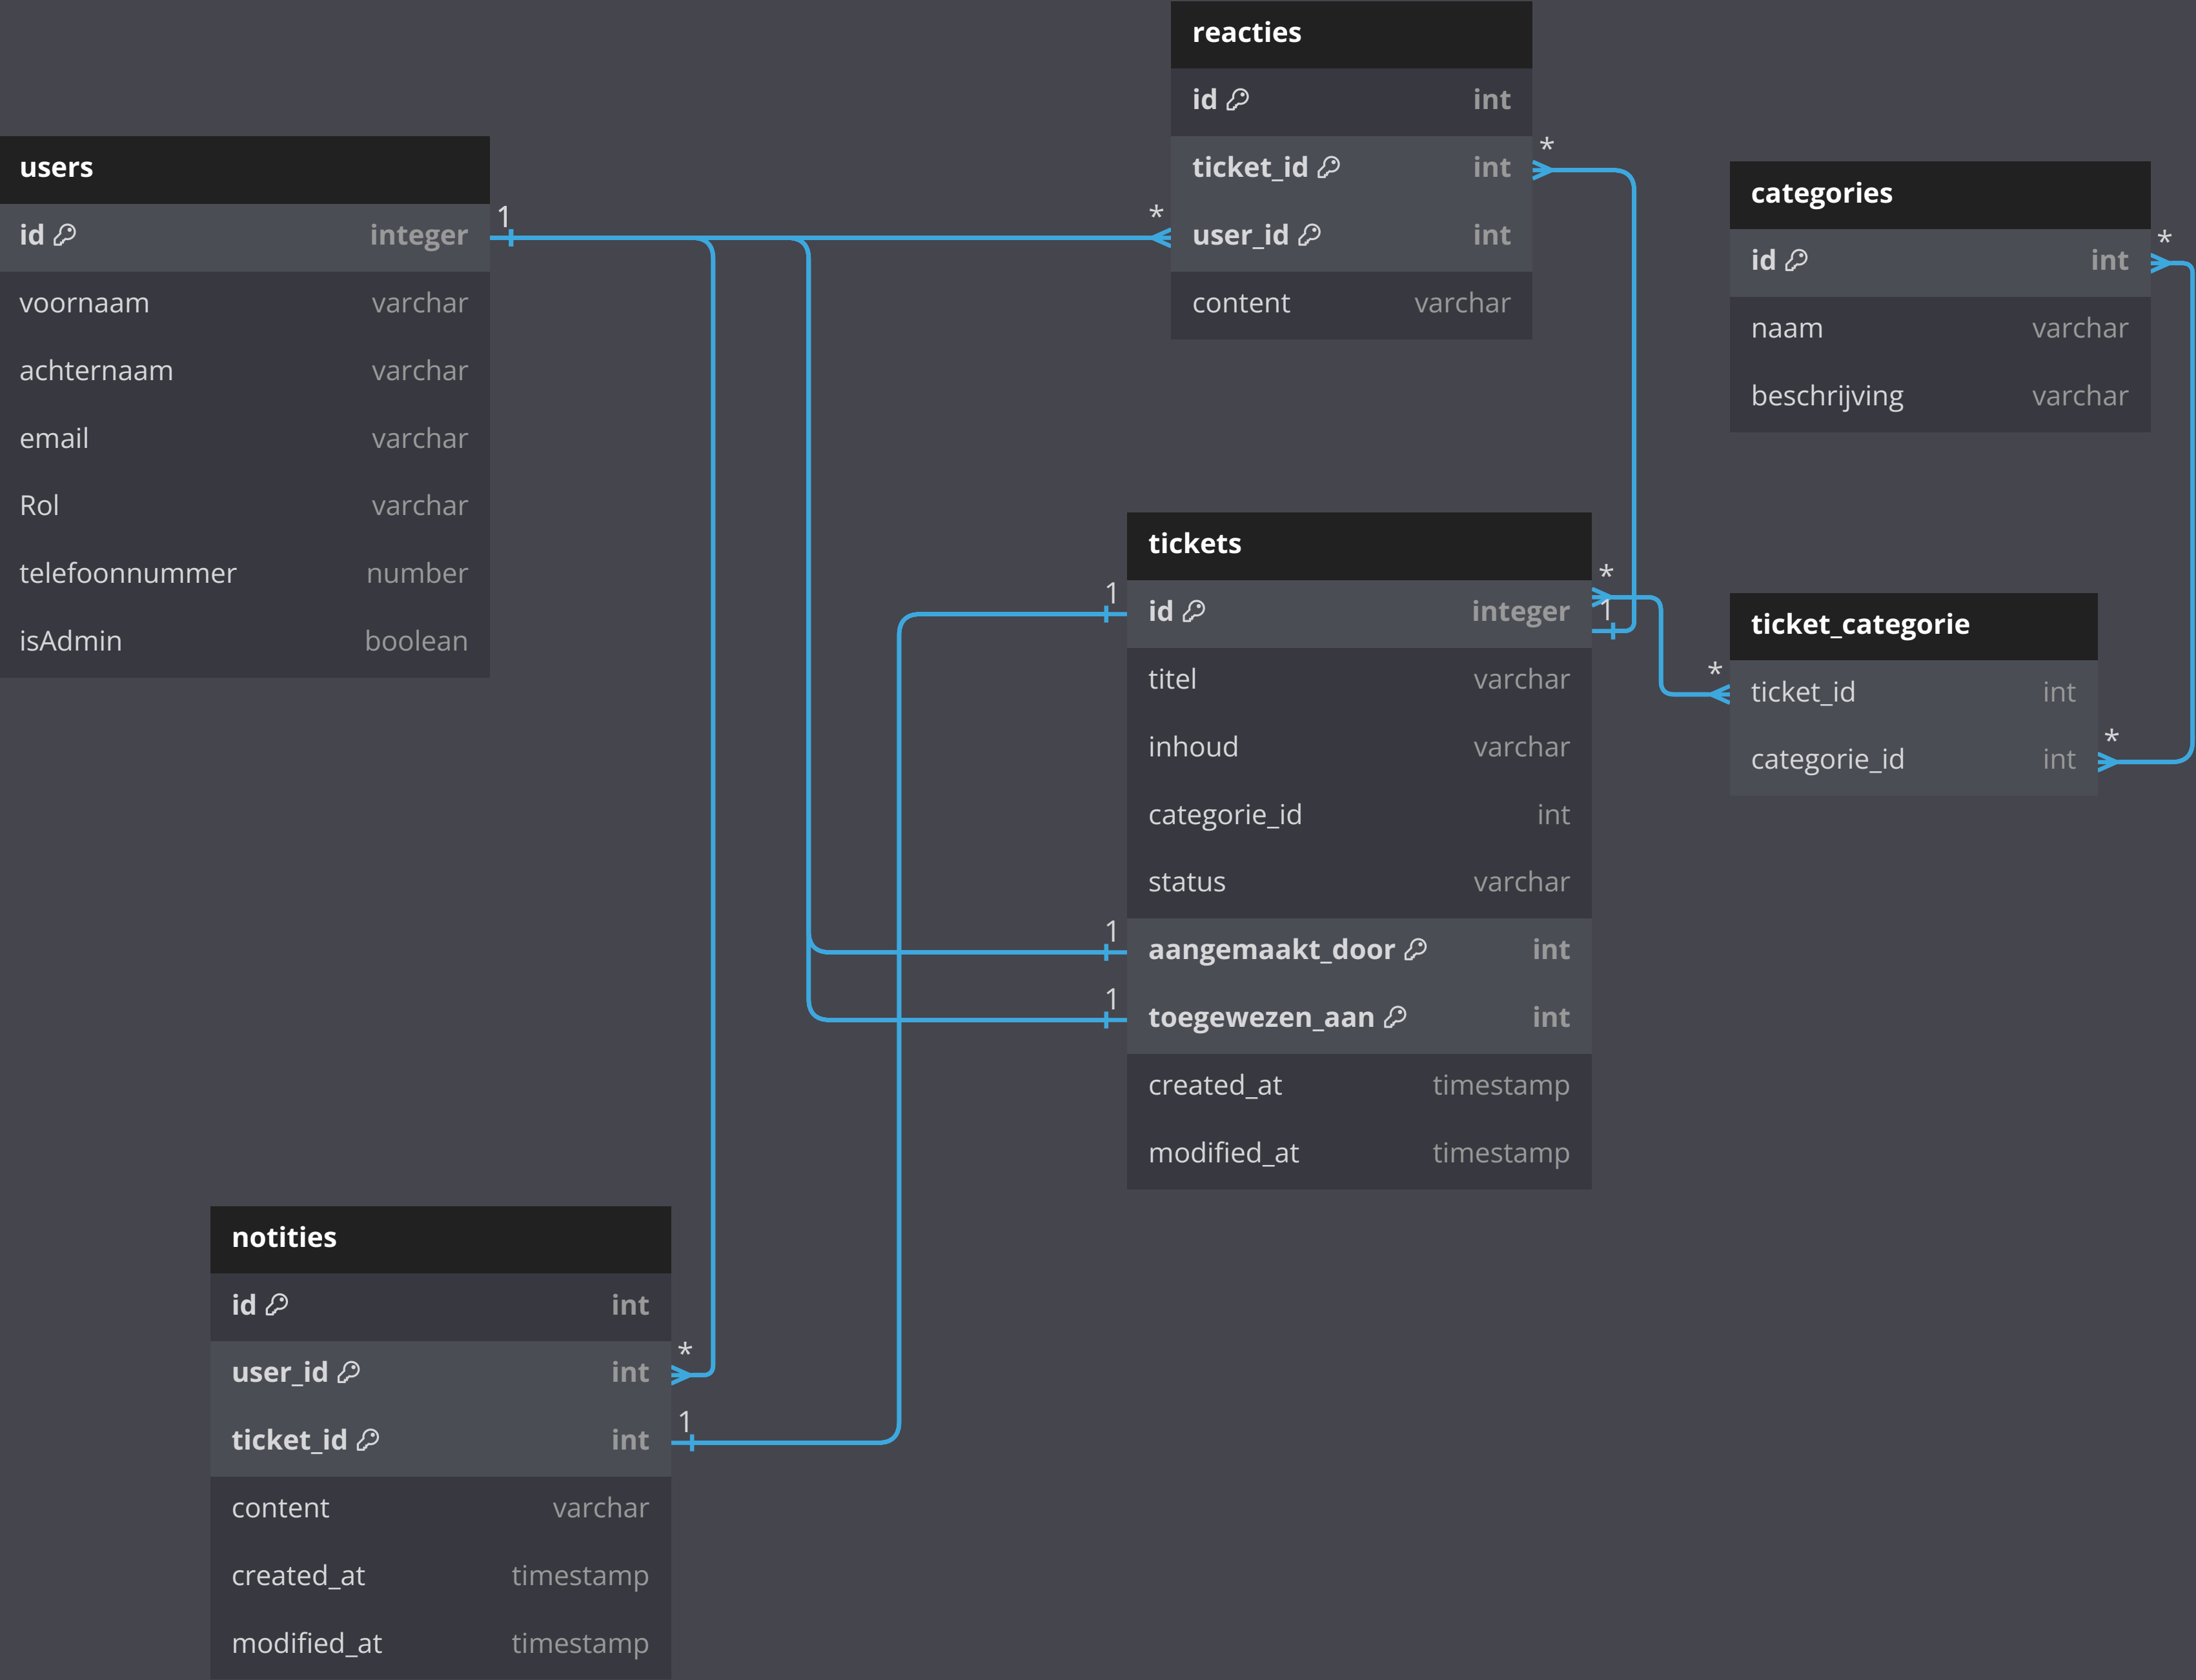 reacties
id int
ticket_id int
user_id int
content varchar
users
id integer
voornaam varchar
achternaam varchar
email varchar
Rol varchar
telefoonnummer number
isAdmin boolean
categories
id int
naam varchar
beschrijving varchar
tickets
id integer
titel varchar
inhoud varchar
categorie_id int
status varchar
aangemaakt_door int
toegewezen_aan int
created_at timestamp
modified_at timestamp
ticket_categorie
ticket_id int
categorie_id int
notities
id int
user_id int
ticket_id int
content varchar
created_at timestamp
modified_at timestamp
1
*
*
*
1
*
1
*
*
1
1
*
1